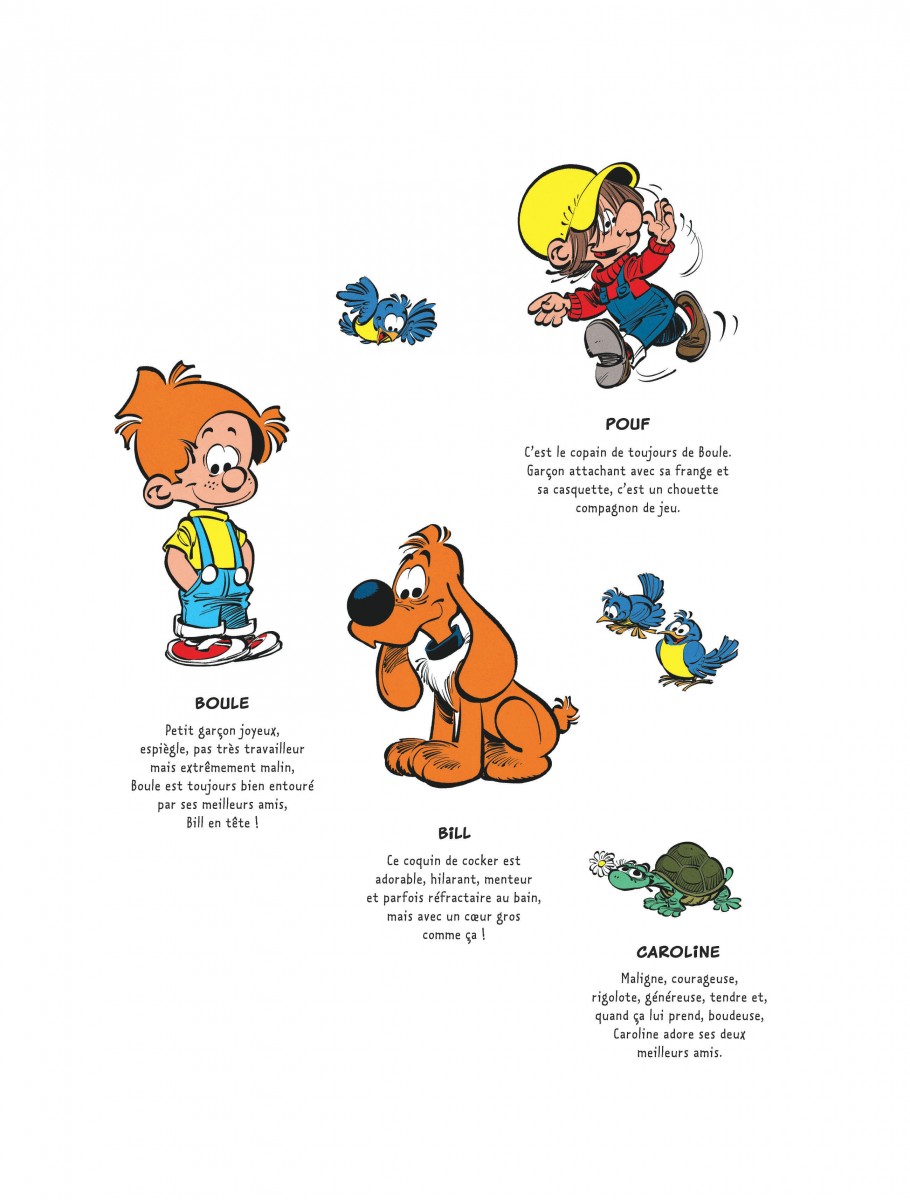 POUF
C'est le copain de toujours de Boule.
Garçon attachant avec sa frange et
sa casquette, c'est un chouette
compagnon de jeu.
BOULE
Petit garçon joyeux,
espiègle, pas très travailleur
mais extrêmement malin,
Boule est toujours bien entouré
par ses meilleurs amis,
Bill en tête !
BILL
Ce coquin de cocker est
adorable, hilarant, menteur
et parfois réfractaire au bain,
mais avec un cœur gros
comme ça !
CAROLINE
Maligne, courageuse,
rigolote, généreuse, tendre et,
quand ça lui prend, boudeuse,
Caroline adore ses deux
meilleurs amis.